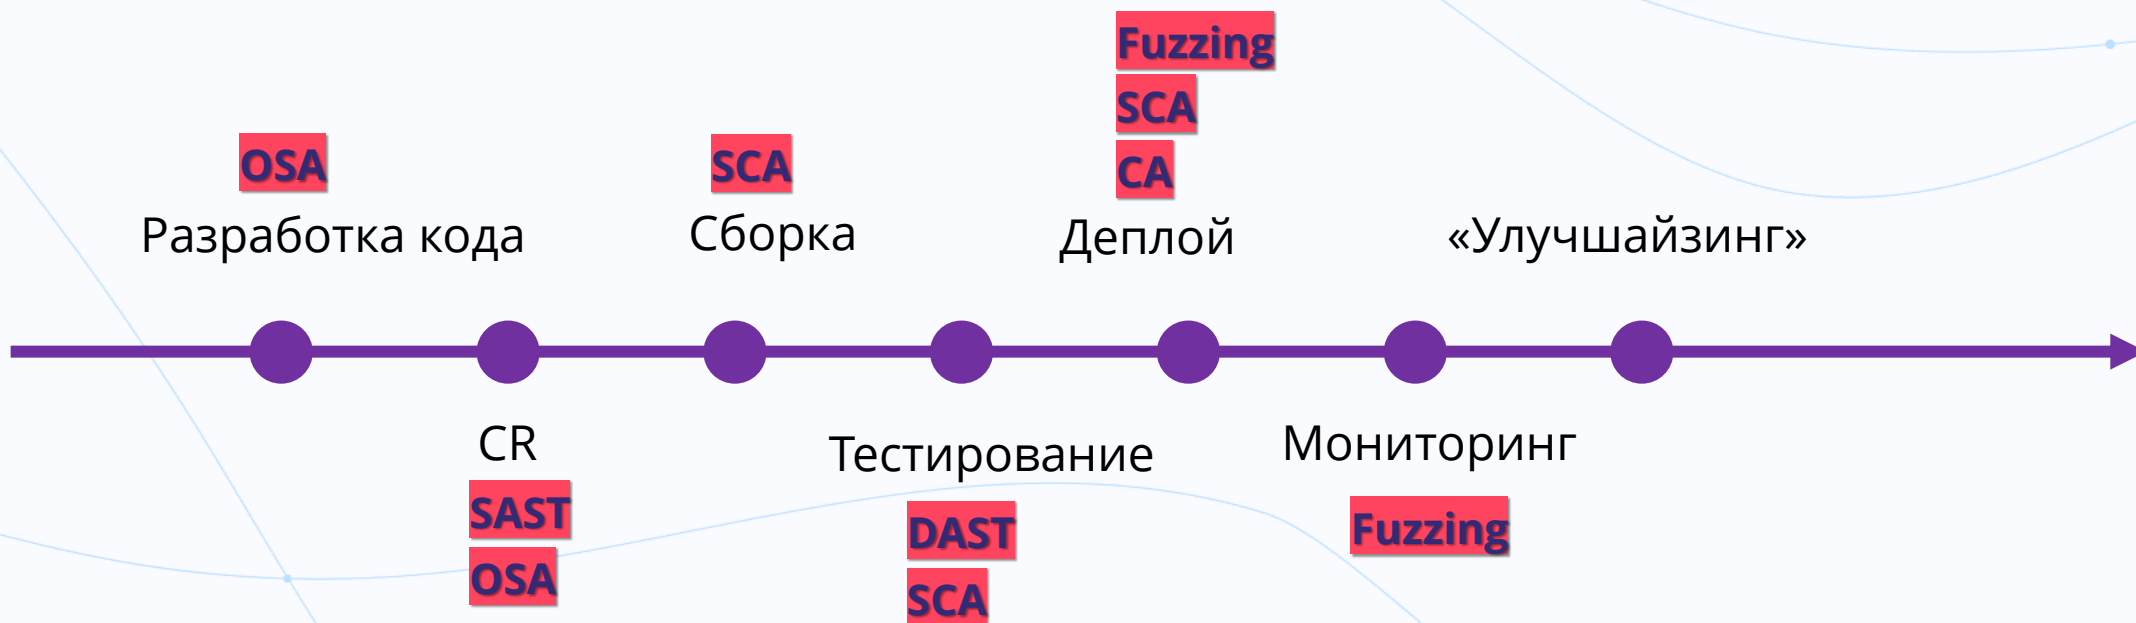 Fuzzing
SCA
CA
OSA
SCA
Разработка кода
Сборка
Деплой
«Улучшайзинг»
CR
SAST
OSA
Тестирование
DAST
SCA
Мониторинг
Fuzzing